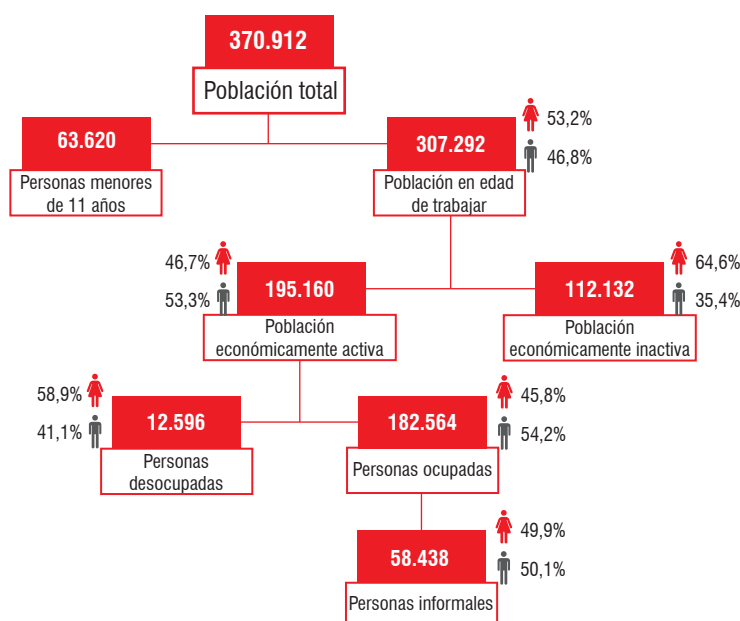 370.912
Población total
63.620
Personas menores
de 11 años
307.292
Población en edad
de trabajar
53,2%
46,8%
46,7%
53,3%
195.160
Población
económicamente activa
112.132
Población
económicamente inactiva
64,6%
35,4%
58,9%
41,1%
12.596
Personas
desocupadas
182.564
Personas ocupadas
45,8%
54,2%
58.438
Personas informales
49,9%
50,1%